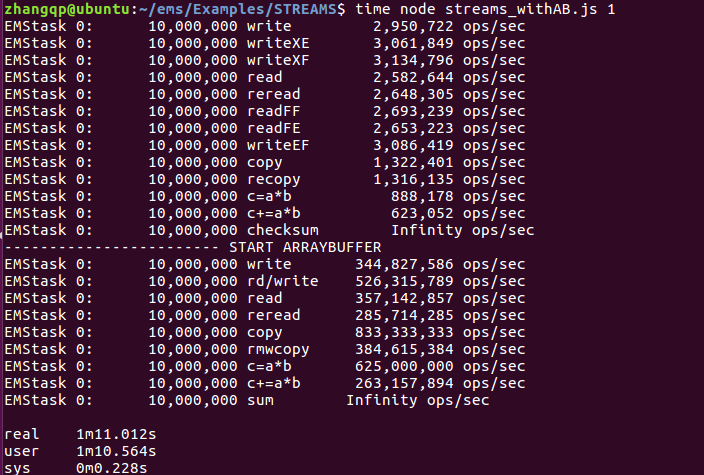 zhangqp@ubuntu:~/ems/Examples/STREAMS$ time node streams_withAB.js 1
EMStask 0:      10,000,000 write         2,950,722 ops/sec
EMStask 0:      10,000,000 writeXE       3,061,849 ops/sec
EMStask 0:      10,000,000 writeXF       3,134,796 ops/sec
EMStask 0:      10,000,000 read          2,582,644 ops/sec
EMStask 0:      10,000,000 reread        2,648,305 ops/sec
EMStask 0:      10,000,000 readFF        2,693,239 ops/sec
EMStask 0:      10,000,000 readFE        2,653,223 ops/sec
EMStask 0:      10,000,000 writeEF       3,086,419 ops/sec
EMStask 0:      10,000,000 copy          1,322,401 ops/sec
EMStask 0:      10,000,000 recopy        1,316,135 ops/sec
EMStask 0:      10,000,000 c=a*b           888,178 ops/sec
EMStask 0:      10,000,000 c+=a*b          623,052 ops/sec
EMStask 0:      10,000,000 checksum        Infinity ops/sec
------------------------ START ARRAYBUFFER
EMStask 0:      10,000,000 write       344,827,586 ops/sec
EMStask 0:      10,000,000 rd/write    526,315,789 ops/sec
EMStask 0:      10,000,000 read        357,142,857 ops/sec
EMStask 0:      10,000,000 reread      285,714,285 ops/sec
EMStask 0:      10,000,000 copy        833,333,333 ops/sec
EMStask 0:      10,000,000 rmwcopy     384,615,384 ops/sec
EMStask 0:      10,000,000 c=a*b       625,000,000 ops/sec
EMStask 0:      10,000,000 c+=a*b      263,157,894 ops/sec
EMStask 0:      10,000,000 sum        Infinity ops/sec
real    1m11.012s
user    1m10.564s
sys     0m0.228s